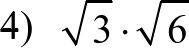 4) √3 · √6